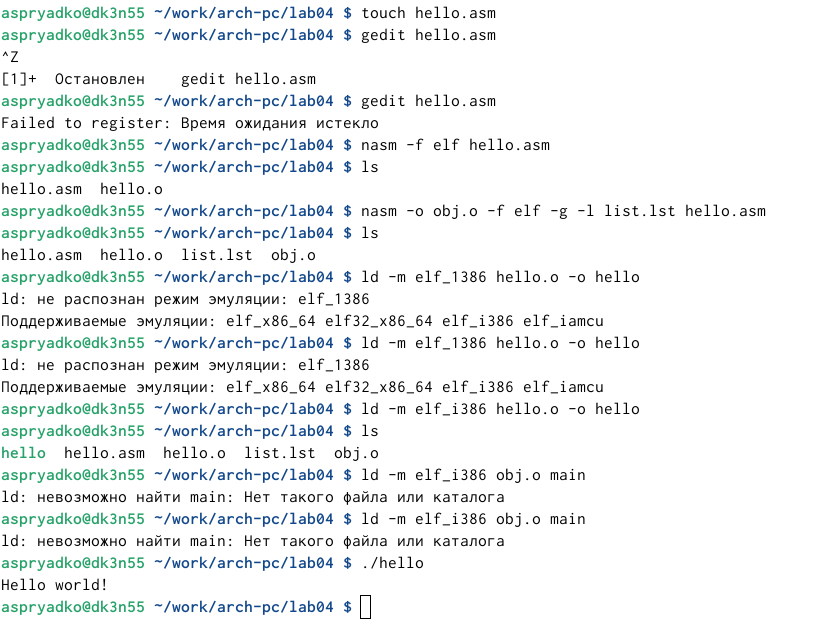 aspryadko@dk3n55 ~/work/arch-pc/lab04 $ touch hello.asm
aspryadko@dk3n55 ~/work/arch-pc/lab04 $ gedit hello.asm
^Z
[1]+  Остановлен    gedit hello.asm
aspryadko@dk3n55 ~/work/arch-pc/lab04 $ gedit hello.asm
Failed to register: Время ожидания истекло
aspryadko@dk3n55 ~/work/arch-pc/lab04 $ nasm -f elf hello.asm
aspryadko@dk3n55 ~/work/arch-pc/lab04 $ ls
hello.asm  hello.o
aspryadko@dk3n55 ~/work/arch-pc/lab04 $ nasm -o obj.o -f elf -g -l list.lst hello.asm
aspryadko@dk3n55 ~/work/arch-pc/lab04 $ ls
hello.asm  hello.o  list.lst  obj.o
aspryadko@dk3n55 ~/work/arch-pc/lab04 $ ld -m elf_1386 hello.o -o hello
ld: не распознан режим эмуляции: elf_1386
Поддерживаемые эмуляции: elf_x86_64 elf32_x86_64 elf_i386 elf_iamcu
aspryadko@dk3n55 ~/work/arch-pc/lab04 $ ld -m elf_1386 hello.o -o hello
ld: не распознан режим эмуляции: elf_1386
Поддерживаемые эмуляции: elf_x86_64 elf32_x86_64 elf_i386 elf_iamcu
aspryadko@dk3n55 ~/work/arch-pc/lab04 $ ld -m elf_i386 hello.o -o hello
aspryadko@dk3n55 ~/work/arch-pc/lab04 $ ls
hello  hello.asm  hello.o  list.lst  obj.o
aspryadko@dk3n55 ~/work/arch-pc/lab04 $ ld -m elf_i386 obj.o main
ld: невозможно найти main: Нет такого файла или каталога
aspryadko@dk3n55 ~/work/arch-pc/lab04 $ ld -m elf_i386 obj.o main
ld: невозможно найти main: Нет такого файла или каталога
aspryadko@dk3n55 ~/work/arch-pc/lab04 $ ./hello
Hello world!
aspryadko@dk3n55 ~/work/arch-pc/lab04 $